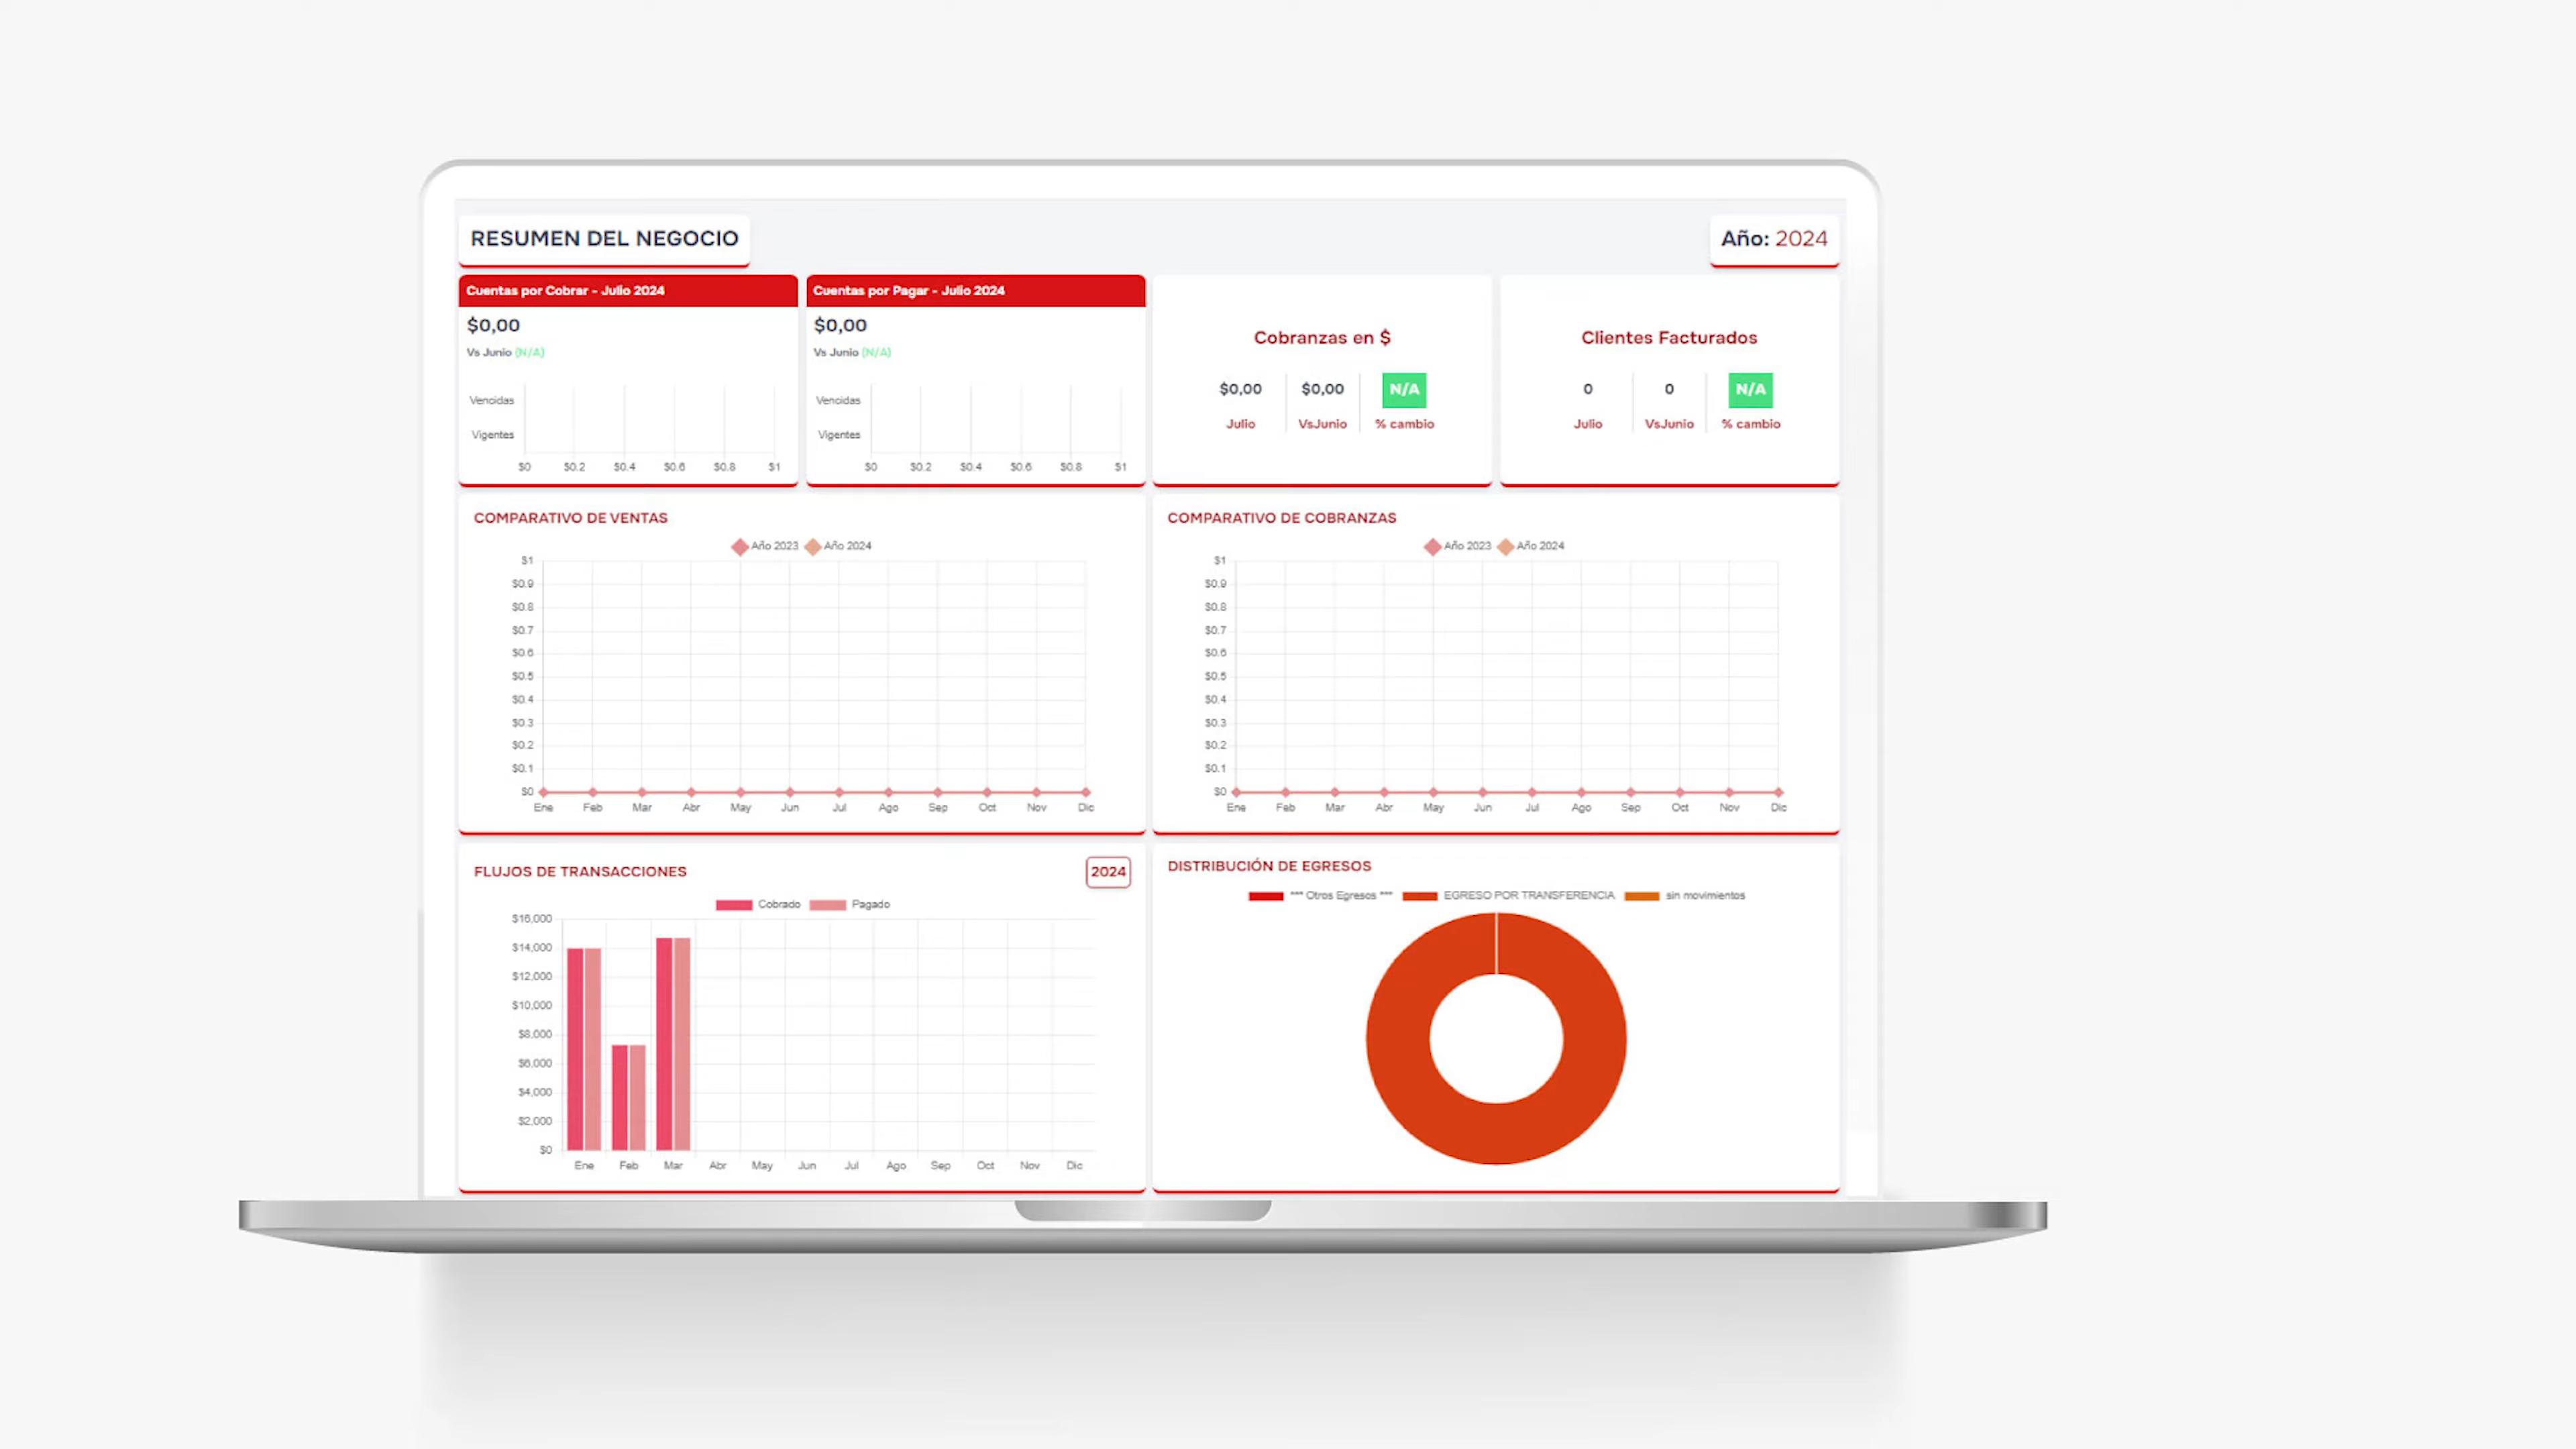 RESUMEN DEL NEGOCIO
Año: 2024
Cuentas por Cobrar - Julio 2024
$0,00
Vs Junio (N/A)
Vencidas
Vigentes
$0 $0.2 $0.4 $0.6 $0.8 $1
Cuentas por Pagar - Julio 2024
$0,00
Vs Junio (N/A)
Vencidas
Vigentes
$0 $0.2 $0.4 $0.6 $0.8 $1
Cobranzas en $
$0,00 $0,00 N/A
Julio VsJunio % cambio
Clientes Facturados
0 0 N/A
Julio VsJunio % cambio
COMPARATIVO DE VENTAS
Año 2023 Año 2024
$1
$0.9
$0.8
$0.7
$0.6
$0.5
$0.4
$0.3
$0.2
$0.1
$0
Ene Feb Mar Abr May Jun Jul Ago Sep Oct Nov Dic
COMPARATIVO DE COBRANZAS
Año 2023 Año 2024
$1
$0.9
$0.8
$0.7
$0.6
$0.5
$0.4
$0.3
$0.2
$0.1
$0
Ene Feb Mar Abr May Jun Jul Ago Sep Oct Nov Dic
FLUJOS DE TRANSACCIONES
2024
Cobrado Pagado
$16,000
$14,000
$12,000
$10,000
$8,000
$6,000
$4,000
$2,000
$0
Ene Feb Mar Abr May Jun Jul Ago Sep Oct Nov Dic
DISTRIBUCIÓN DE EGRESOS
*** Otros Egresos *** EGRESO POR TRANSFERENCIA sin movimientos